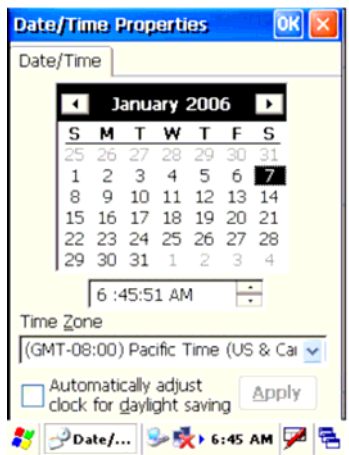 Date/Time Properties OK
Date/Time
January 2006
S M T W T F S
25 26 27 28 29 30 31
1 2 3 4 5 6 7
8 9 10 11 12 13 14
15 16 17 18 19 20 21
22 23 24 25 26 27 28
29 30 31 1 2 3 4
6 :45:51 AM
Time Zone
(GMT-08:00) Pacific Time (US & Cai
Automatically adjust
clock for daylight saving
Apply
Date/... 6:45 AM